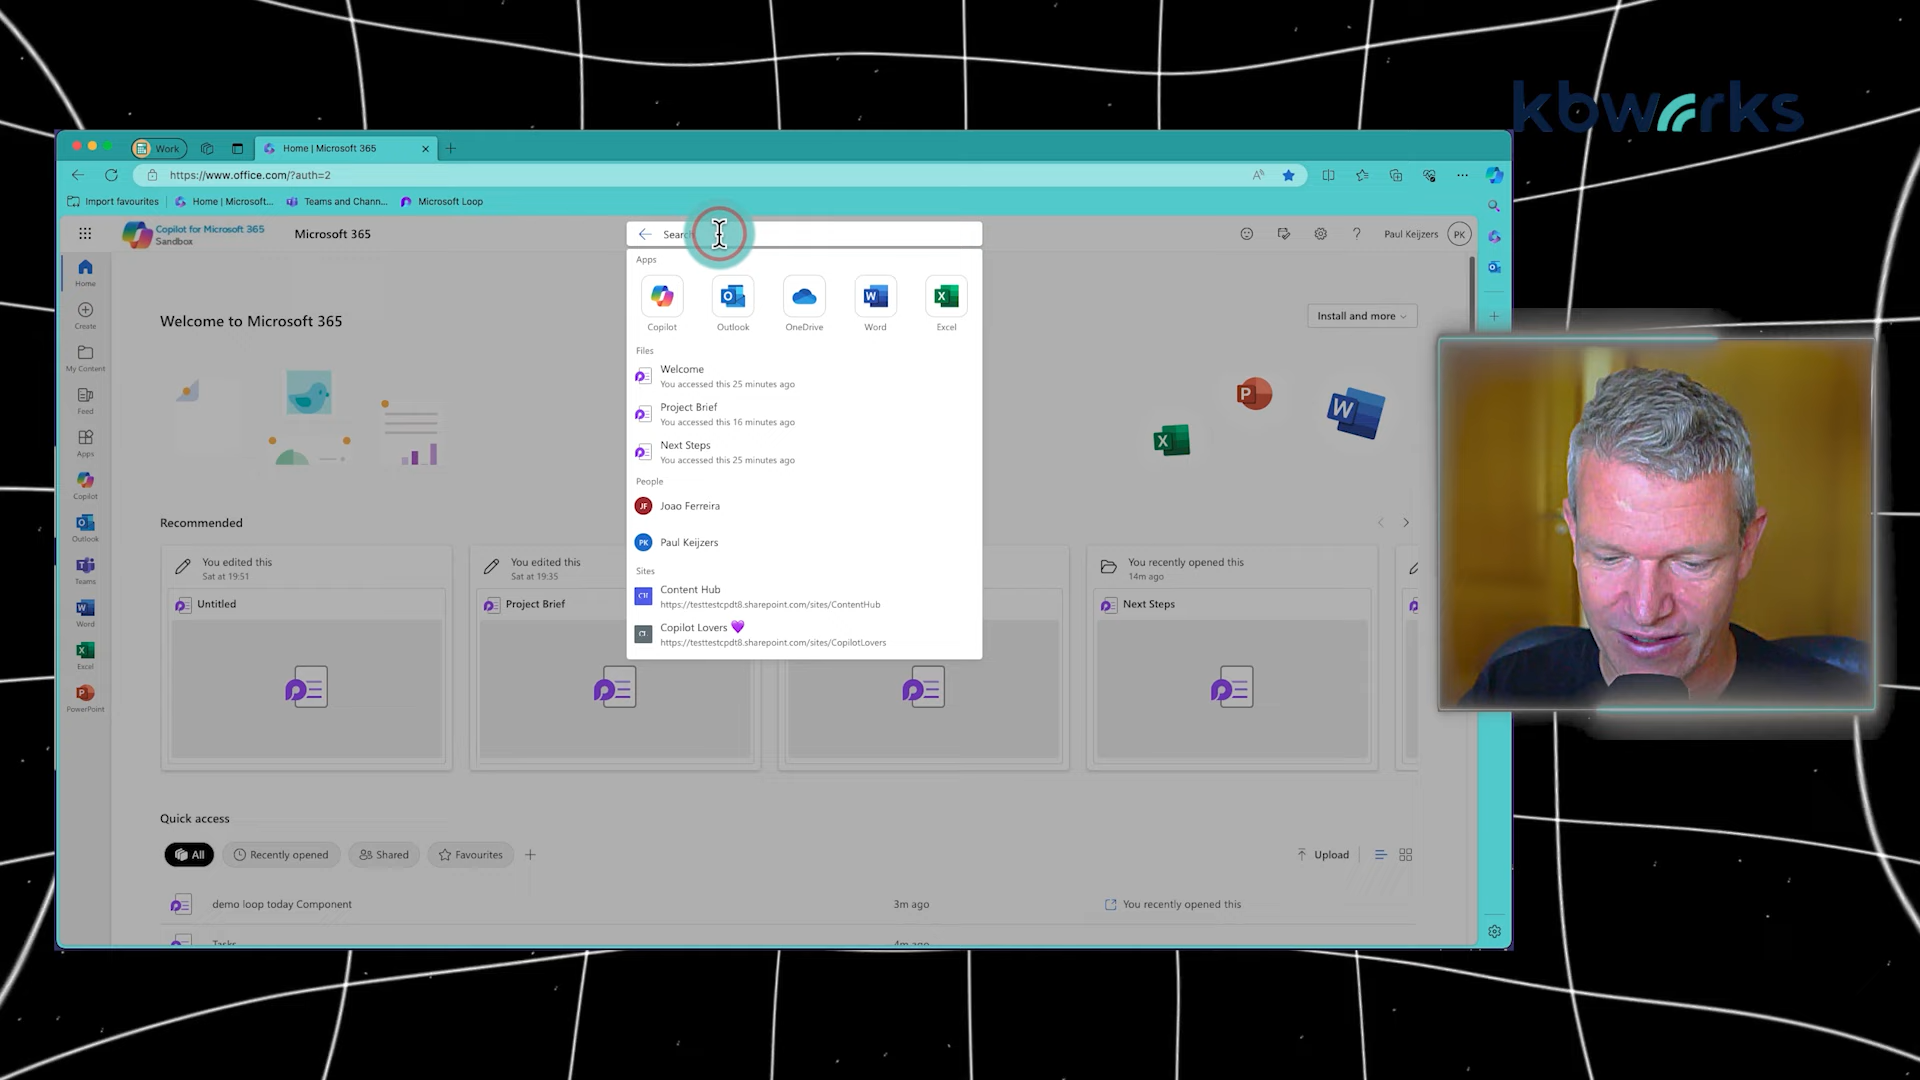 kbworks
Work
Home | Microsoft 365
https://www.office.com/?auth=2
Import favourites
Home | Microsoft...
Teams and Chann...
Microsoft Loop
Copilot for Microsoft 365
Sandbox
Microsoft 365
Search
Paul Keijzers
PK
Home
Create
My Content
Feed
Apps
Copilot
Outlook
Teams
Word
Excel
PowerPoint
Welcome to Microsoft 365
Install and more
Apps
Copilot
Outlook
OneDrive
Word
Excel
Files
Welcome
You accessed this 25 minutes ago
Project Brief
You accessed this 16 minutes ago
Next Steps
You accessed this 25 minutes ago
People
JF
Joao Ferreira
PK
Paul Keijzers
Sites
CH
Content Hub
https://testtestcpdt8.sharepoint.com/sites/ContentHub
CL
Copilot Lovers 💜
https://testtestcpdt8.sharepoint.com/sites/CopilotLovers
Recommended
You edited this
Sat at 19:51
Untitled
You edited this
Sat at 19:35
Project Brief
You recently opened this
14m ago
Next Steps
Quick access
All
Recently opened
Shared
Favourites
Upload
demo loop today Component
3m ago
You recently opened this
Tasks
4m ago